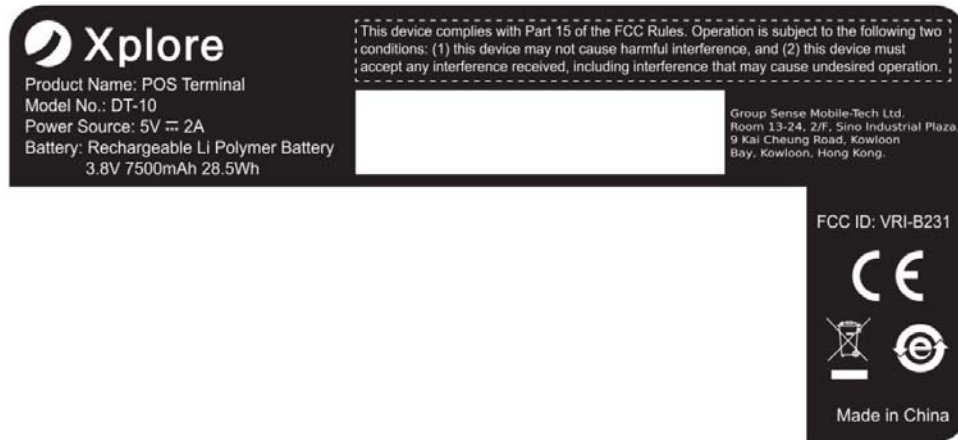 Xplore
Product Name: POS Terminal
Model No.: DT-10
Power Source: 5V ⎓ 2A
Battery: Rechargeable Li Polymer Battery
3.8V 7500mAh 28.5Wh
This device complies with Part 15 of the FCC Rules. Operation is subject to the following two
conditions: (1) this device may not cause harmful interference, and (2) this device must
accept any interference received, including interference that may cause undesired operation.
Group Sense Mobile-Tech Ltd.
Room 13-24, 2/F, Sino Industrial Plaza,
9 Kai Cheung Road, Kowloon
Bay, Kowloon, Hong Kong.
FCC ID: VRI-B231
CE
e
Made in China